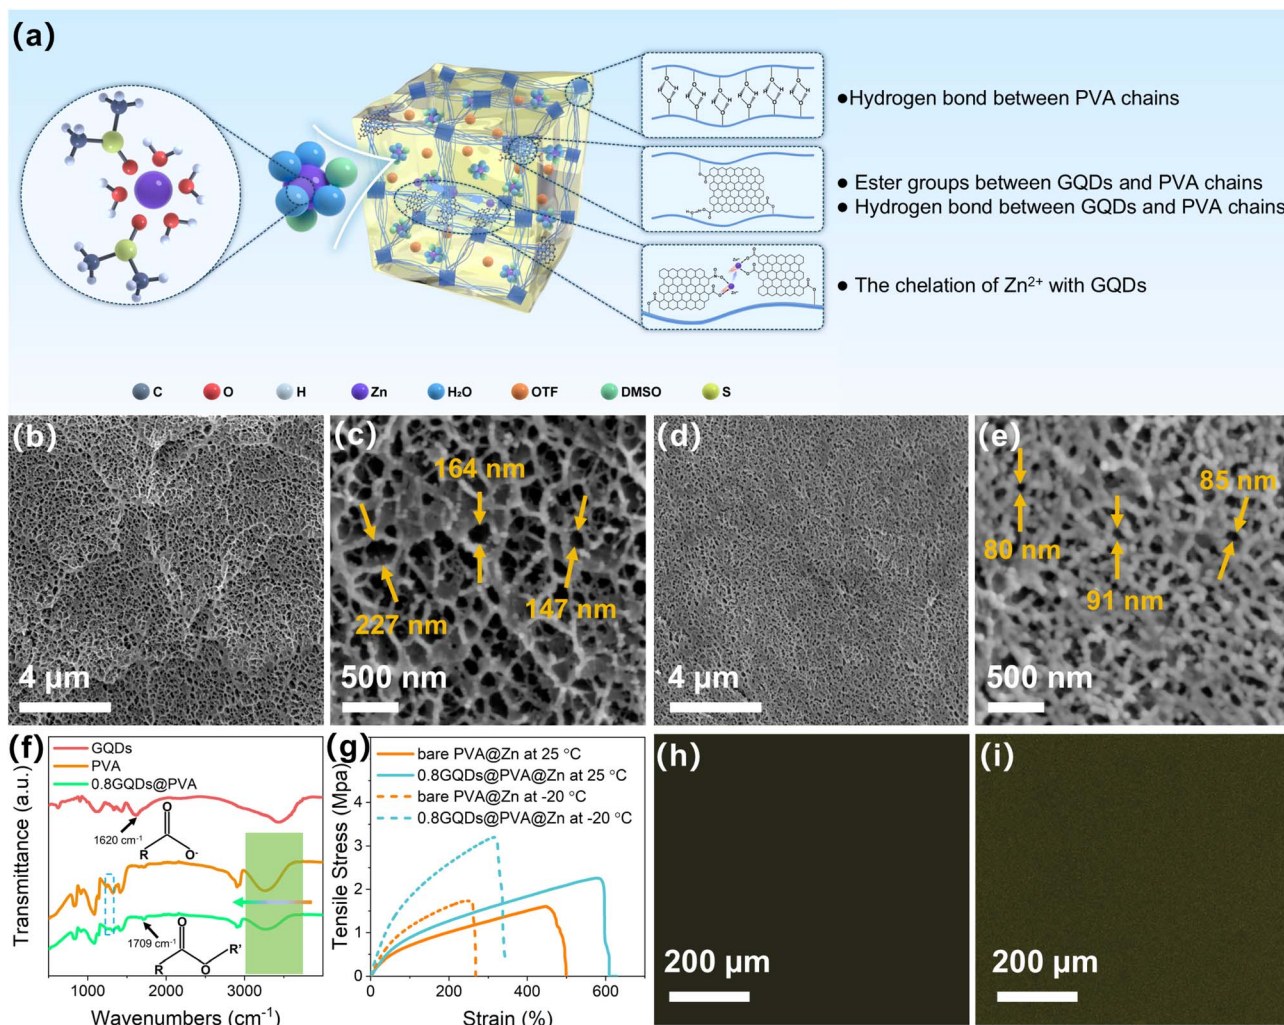 (a)
●Hydrogen bond between PVA chains
● Ester groups between GQDs and PVA chains
● Hydrogen bond between GQDs and PVA chains
● The chelation of Zn²⁺ with GQDs
C
O
H
Zn
H₂O
OTF
DMSO
S
(b)
4 μm
(c)
164 nm
227 nm
147 nm
500 nm
(d)
4 μm
(e)
85 nm
80 nm
91 nm
500 nm
(f)
GQDs
PVA
0.8GQDs@PVA
1620 cm⁻¹
O
R
O⁻
1709 cm⁻¹
O
R
O
R'
Transmittance (a.u.)
1000
2000
3000
Wavenumbers (cm⁻¹)
(g)
bare PVA@Zn at 25 °C
0.8GQDs@PVA@Zn at 25 °C
bare PVA@Zn at -20 °C
0.8GQDs@PVA@Zn at -20 °C
Tensile Stress (Mpa)
0
1
2
3
4
5
6
7
0
200
400
600
Strain (%)
(h)
200 μm
(i)
200 μm